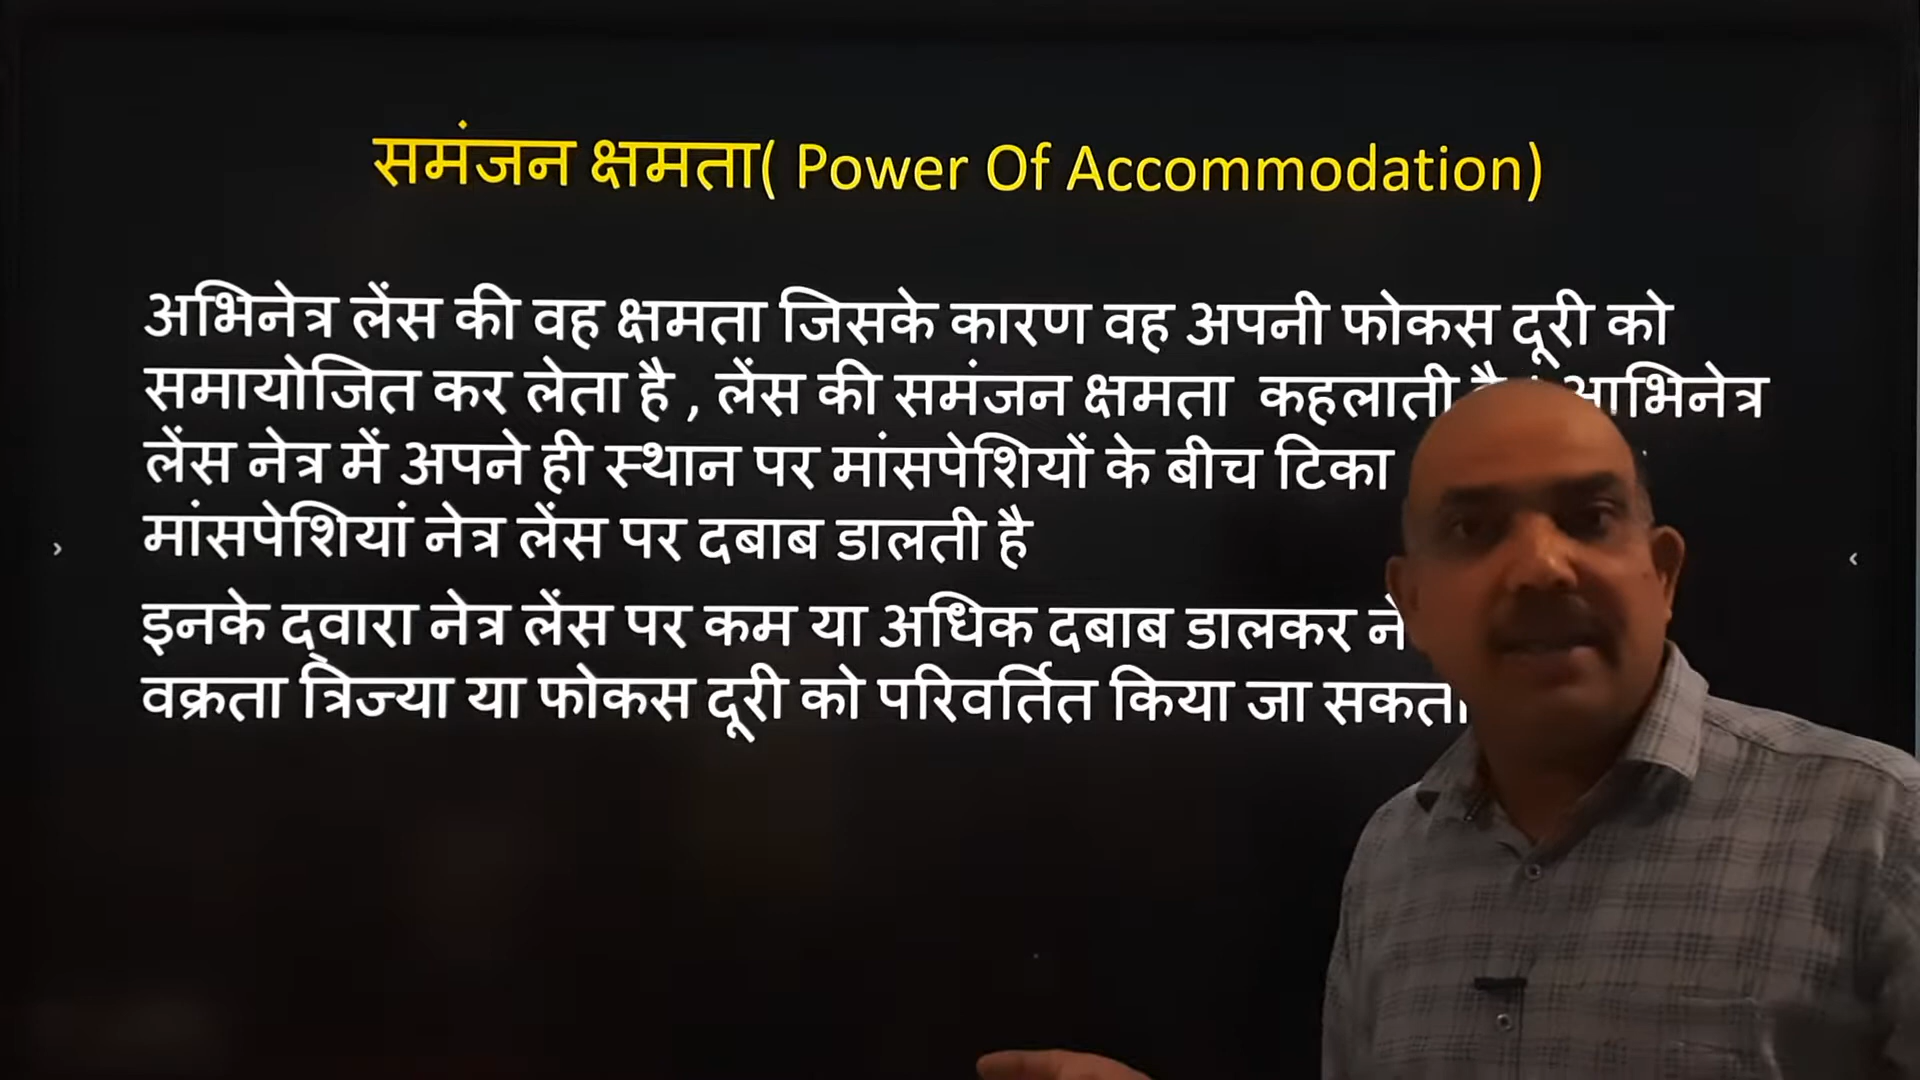 समंजन क्षमता( Power Of Accommodation)
अभिनेत्र लेंस की वह क्षमता जिसके कारण वह अपनी फोकस दूरी को
समायोजित कर लेता है , लेंस की समंजन क्षमता कहलाती
लेंस नेत्र में अपने ही स्थान पर मांसपेशियों के बीच टिका
मांसपेशियां नेत्र लेंस पर दबाब डालती है
इनके द्वारा नेत्र लेंस पर कम या अधिक दबाब डालकर
वक्रता त्रिज्या या फोकस दूरी को परिवर्तित किया जा सकता